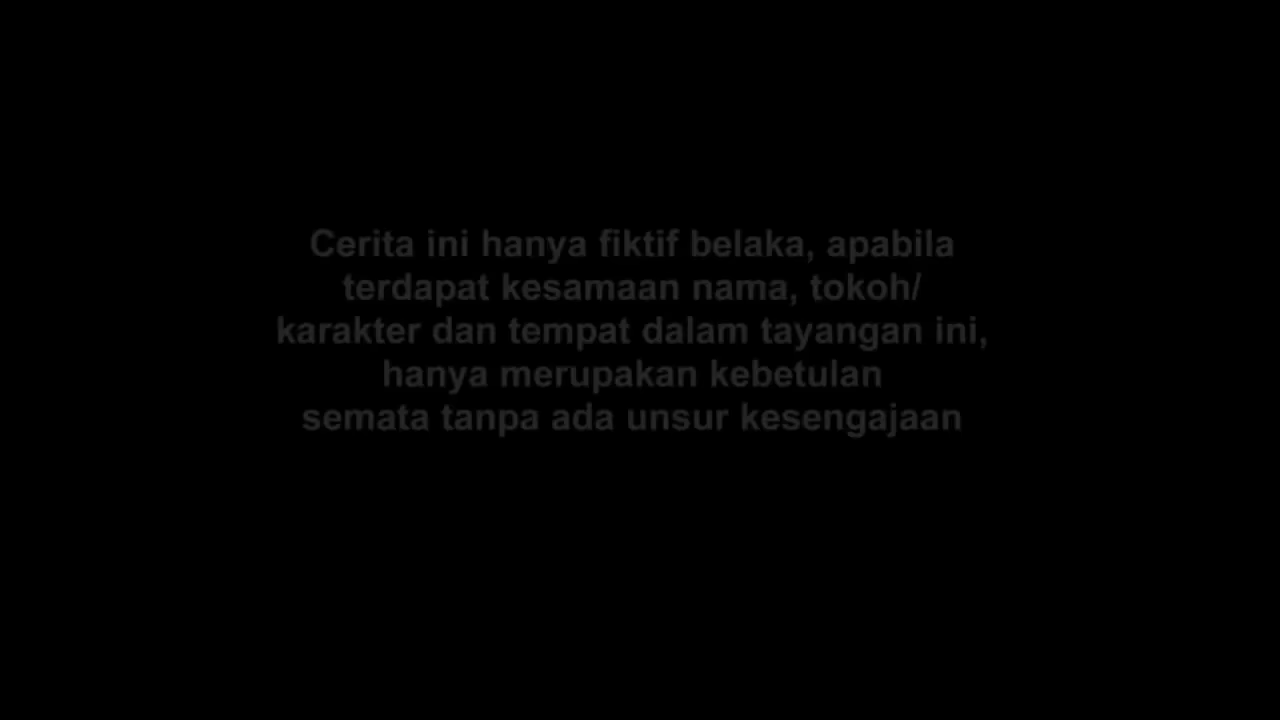 Cerita ini hanya fiktif belaka, apabila
terdapat kesamaan nama, tokoh/
karakter dan tempat dalam tayangan ini,
hanya merupakan kebetulan
semata tanpa ada unsur kesengajaan